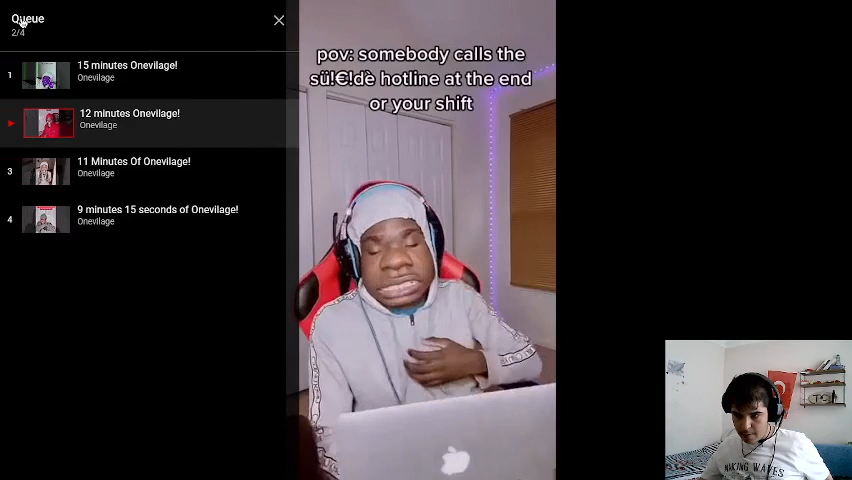 Queue
2/4
1
15 minutes Onevilage!
Onevilage
12 minutes Onevilage!
Onevilage
3
11 Minutes Of Onevilage!
Onevilage
4
9 minutes 15 seconds of Onevilage!
Onevilage
pov: somebody calls the
sü!€!dè hotline at the end
or your shift
MAKING WAVES